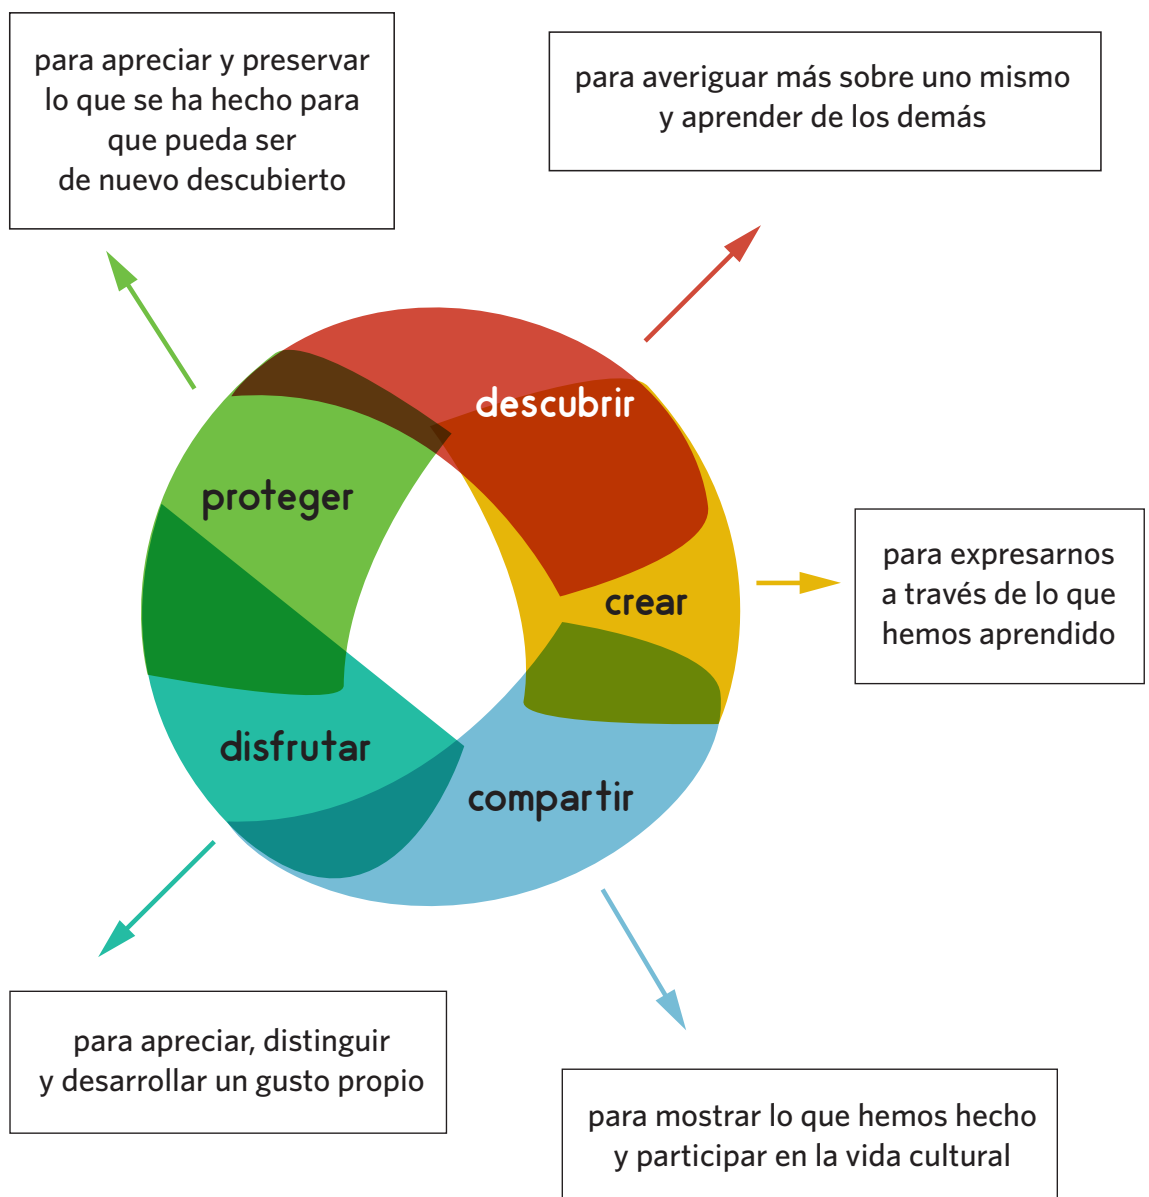 para apreciar y preservar
lo que se ha hecho para
que pueda ser
de nuevo descubierto
para averiguar más sobre uno mismo
y aprender de los demás
descubrir
proteger
para expresarnos
a través de lo que
hemos aprendido
crear
disfrutar
compartir
para apreciar, distinguir
y desarrollar un gusto propio
para mostrar lo que hemos hecho
y participar en la vida cultural